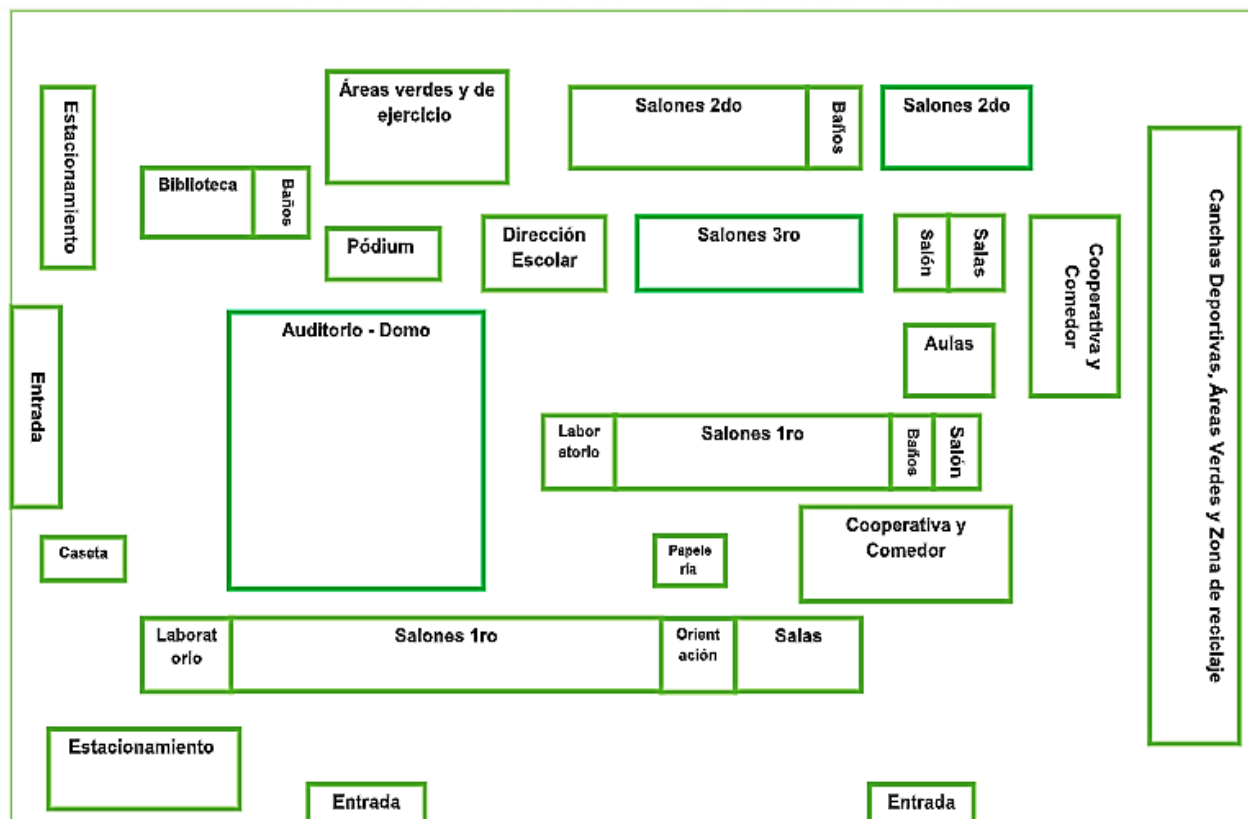 Áreas verdes y de
ejercicio
Salones 2do
Baños
Salones 2do
Estacionamiento
Biblioteca
Baños
Pódium
Dirección
Escolar
Salones 3ro
Salón
Salas
Cooperativa y
Comedor
Canchas Deportivas, Áreas Verdes y Zona de reciclaje
Auditorio - Domo
Aulas
Entrada
Labor
atorio
Salones 1ro
Baños
Salón
Caseta
Papele
ría
Cooperativa y
Comedor
Laborat
orio
Salones 1ro
Orient
ación
Salas
Estacionamiento
Entrada
Entrada